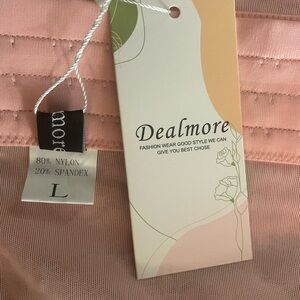 Dealmore
FASHION WEAR GOOD STYLE WE CAN
GIVE YOU BEST CHOSE
more
80% NYLON
20% SPANDEX
L